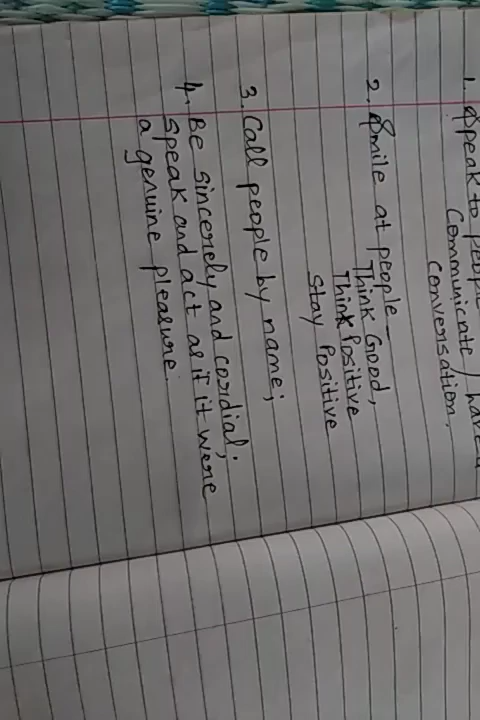 1. Speak to people
Communicate / have a
Conversation.
2. Smile at people-
Think Good,
Think Positive
Stay Positive
3. Call people by name;
4. Be sincerely and cordial;
speak and act as if it were
a genuine pleasure.